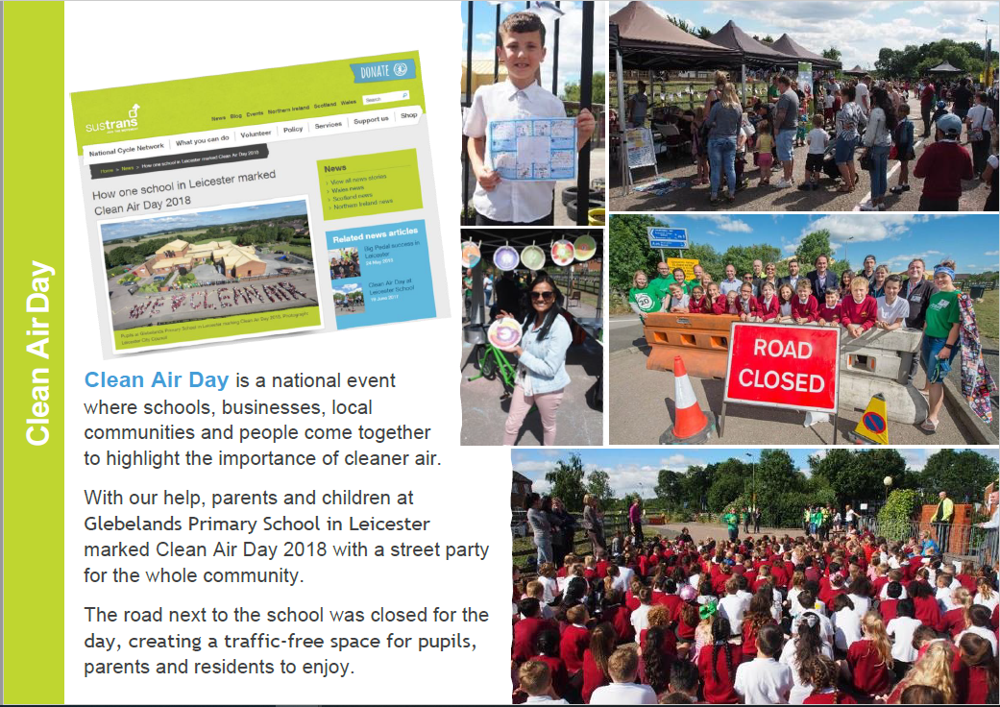 Clean Air Day
DONATE
sustrans
News Blog Events Northern Ireland Scotland Wales
Search
National Cycle Network What you can do Volunteer Policy Services Support us Shop
Home > News > How one school in Leicester marked Clean Air Day 2018
How one school in Leicester marked
Clean Air Day 2018
News
> View all news stories
> Wales news
> Scotland news
> Northern Ireland news
Related news articles
Big Pedal success in
Leicester
Clean Air Day at
Leicester School
Pupils at Glebelands Primary School in Leicester marking Clean Air Day 2018. Photograph:
Leicester City Council
Clean Air Day is a national event
where schools, businesses, local
communities and people come together
to highlight the importance of cleaner air.
With our help, parents and children at
Glebelands Primary School in Leicester
marked Clean Air Day 2018 with a street party
for the whole community.
The road next to the school was closed for the
day, creating a traffic-free space for pupils,
parents and residents to enjoy.
ROAD
CLOSED